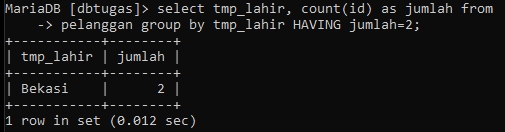 MariaDB [dbtugas]> select tmp_lahir, count(id) as jumlah from
    -> pelanggan group by tmp_lahir HAVING jumlah=2;
+-----------+--------+
| tmp_lahir | jumlah |
+-----------+--------+
| Bekasi    |      2 |
+-----------+--------+
1 row in set (0.012 sec)